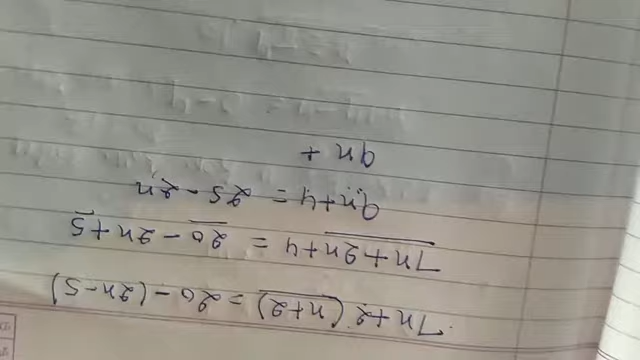 7n+2(n+2) = 20-(2n-5)
7n+2n+4 = 20-2n+5
9n+4 = 25-2n
9n +